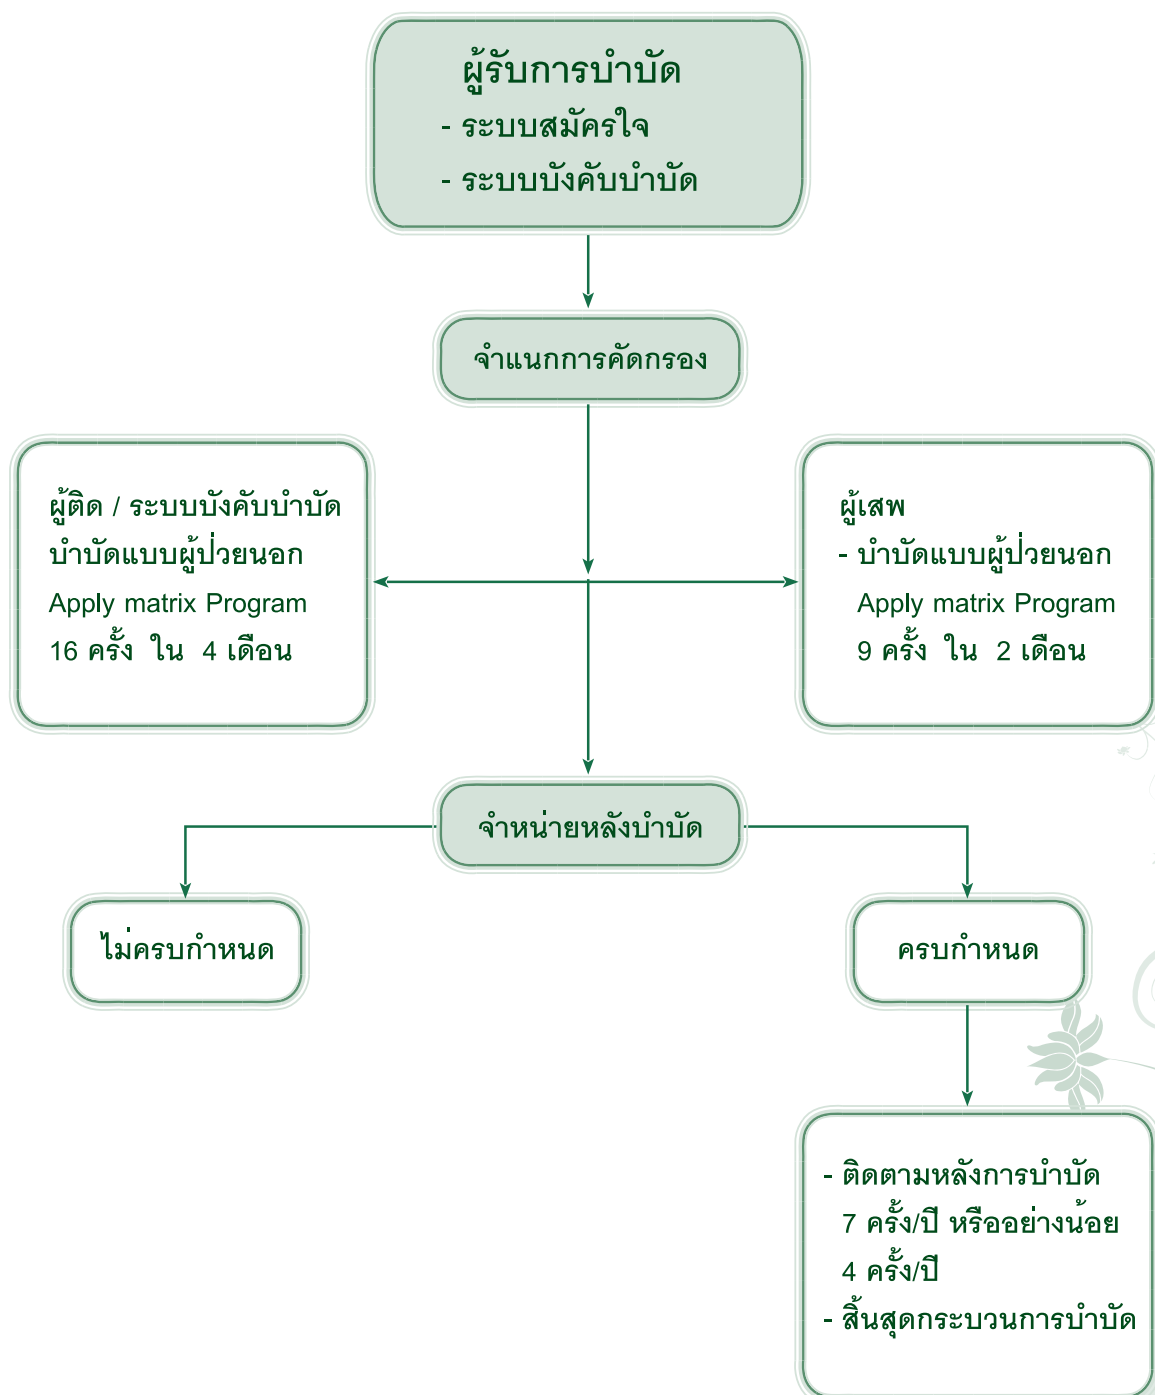 ผู้รับการบำบัด
- ระบบสมัครใจ
- ระบบบังคับบำบัด
จำแนกการคัดกรอง
ผู้ติด / ระบบบังคับบำบัด
บำบัดแบบผู้ป่วยนอก
Apply matrix Program
16 ครั้ง ใน 4 เดือน
ผู้เสพ
- บำบัดแบบผู้ป่วยนอก
Apply matrix Program
9 ครั้ง ใน 2 เดือน
จำหน่ายหลังบำบัด
ไม่ครบกำหนด
ครบกำหนด
- ติดตามหลังการบำบัด
7 ครั้ง/ปี หรืออย่างน้อย
4 ครั้ง/ปี
- สิ้นสุดกระบวนการบำบัด